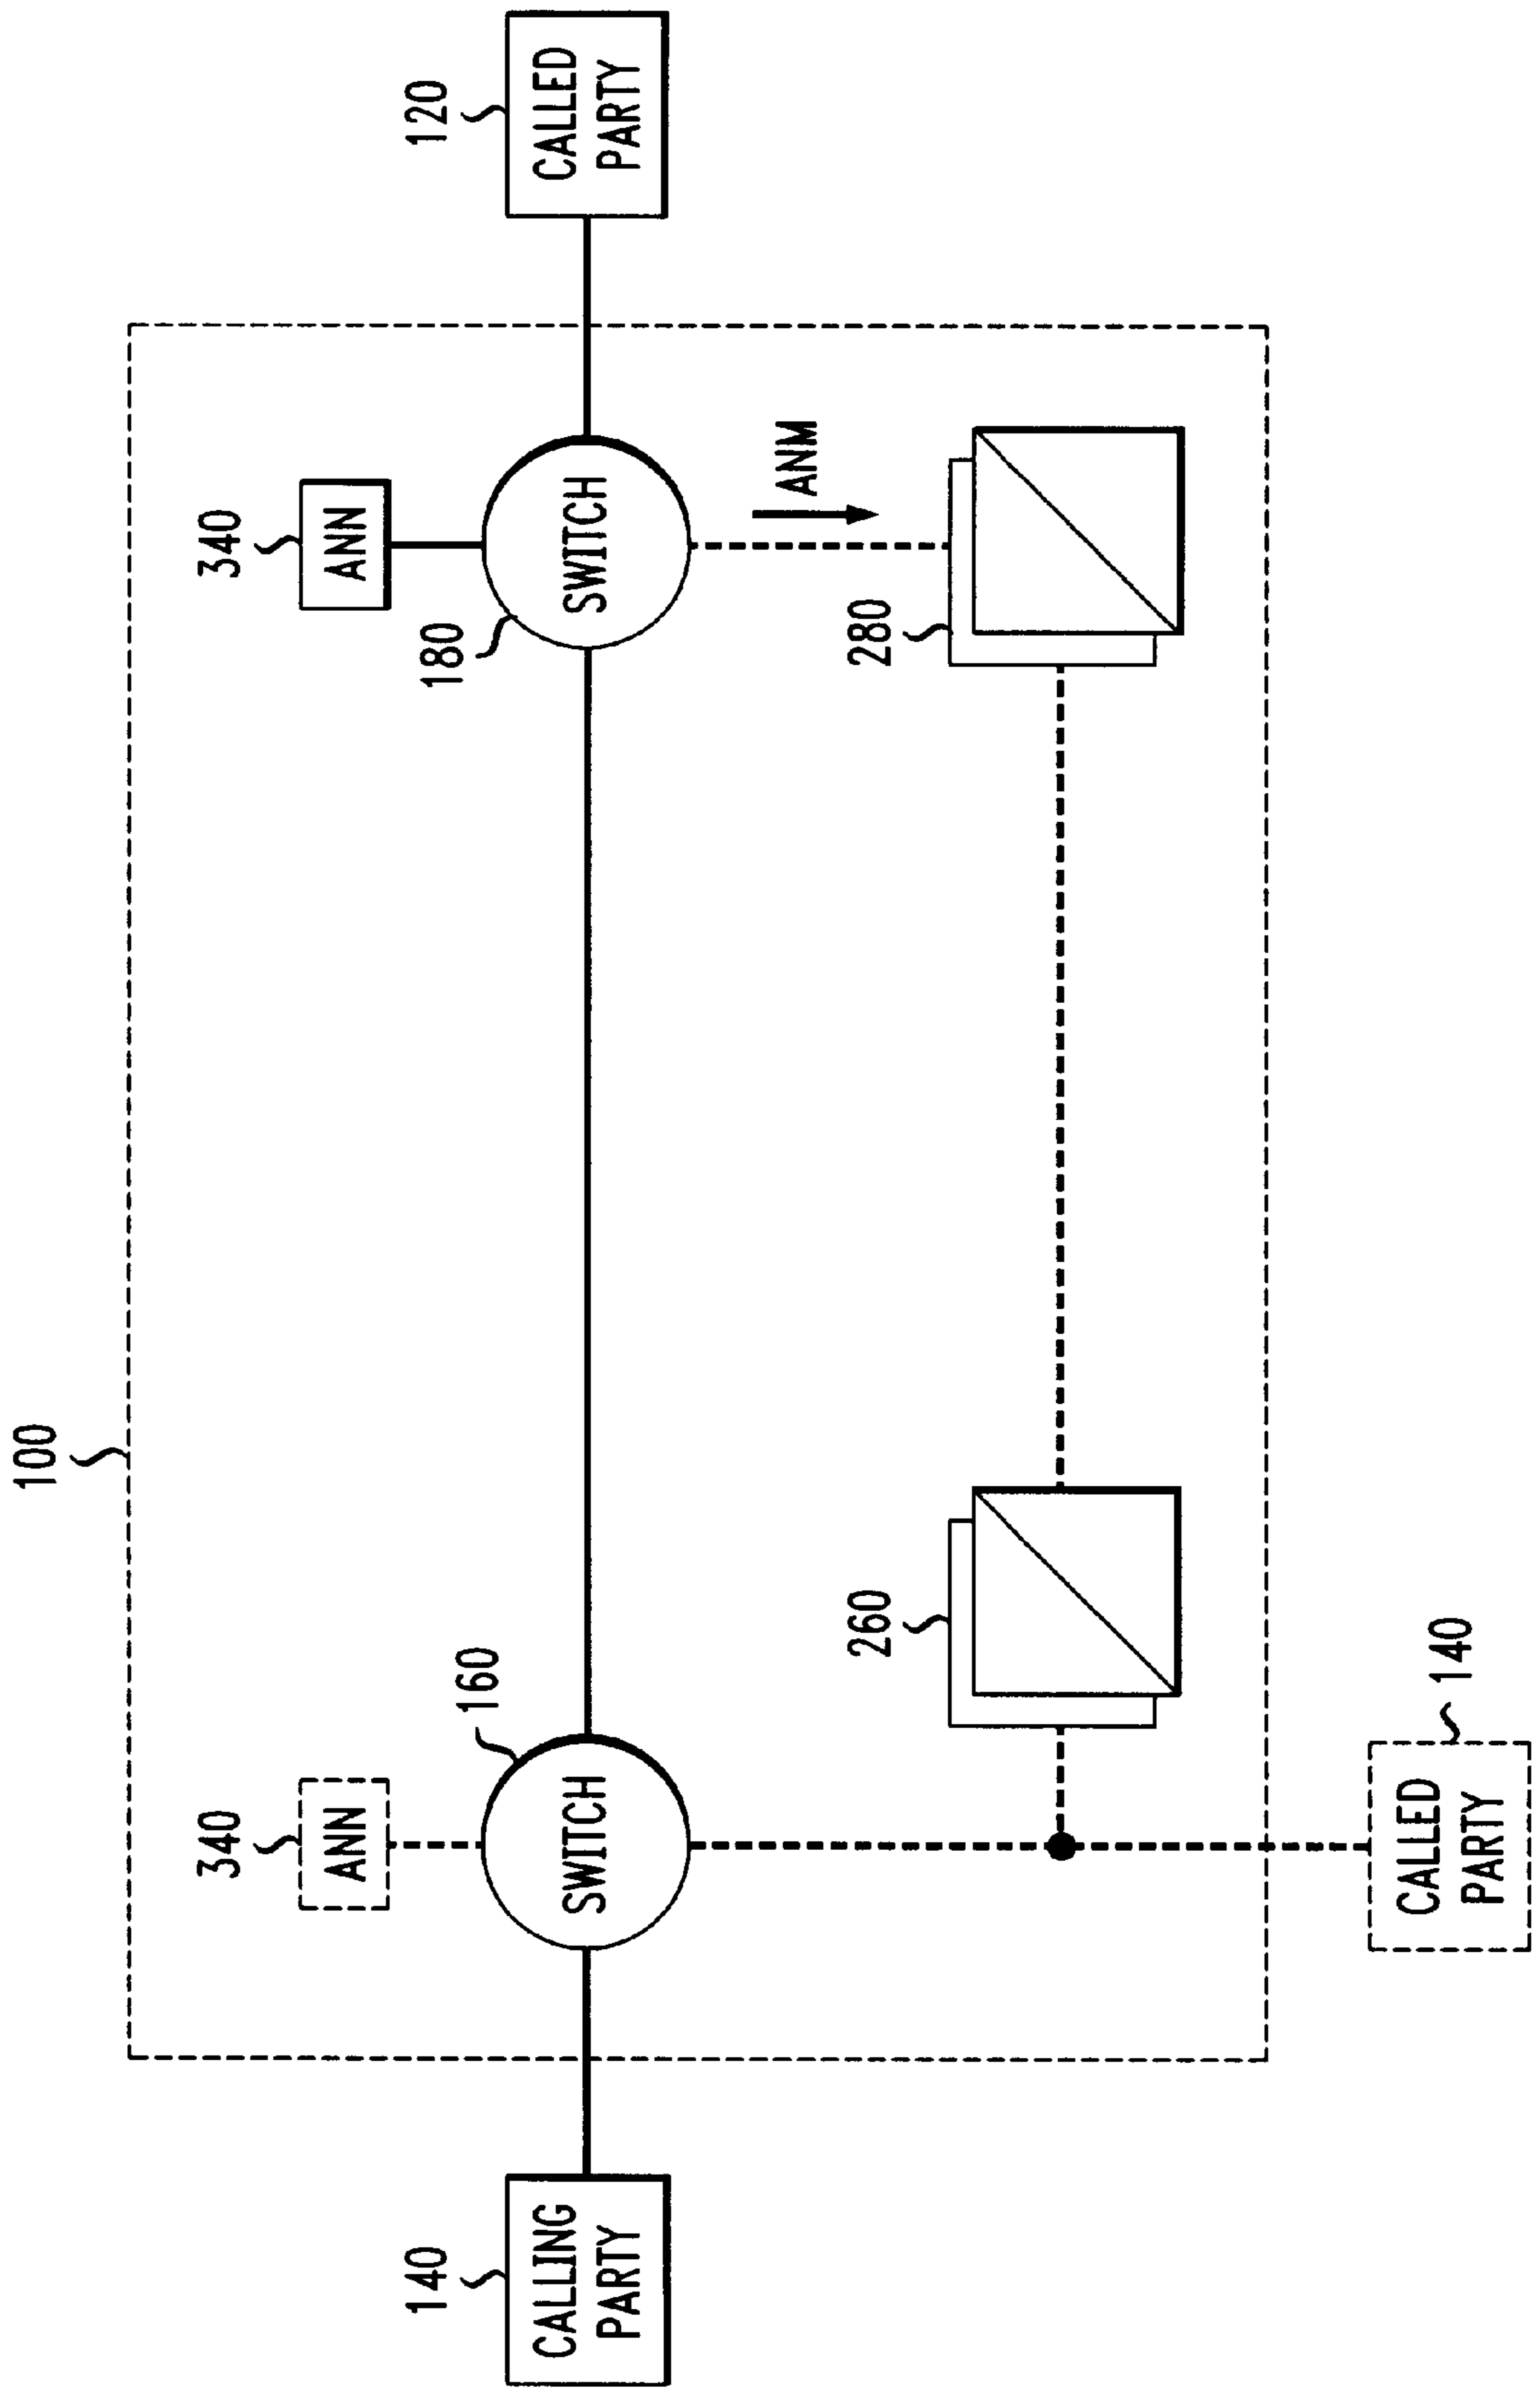 100
340
ANN
340
ANN
140
CALLING
PARTY
160
SWITCH
180
SWITCH
120
CALLED
PARTY
ANM
260
280
140
CALLED
PARTY